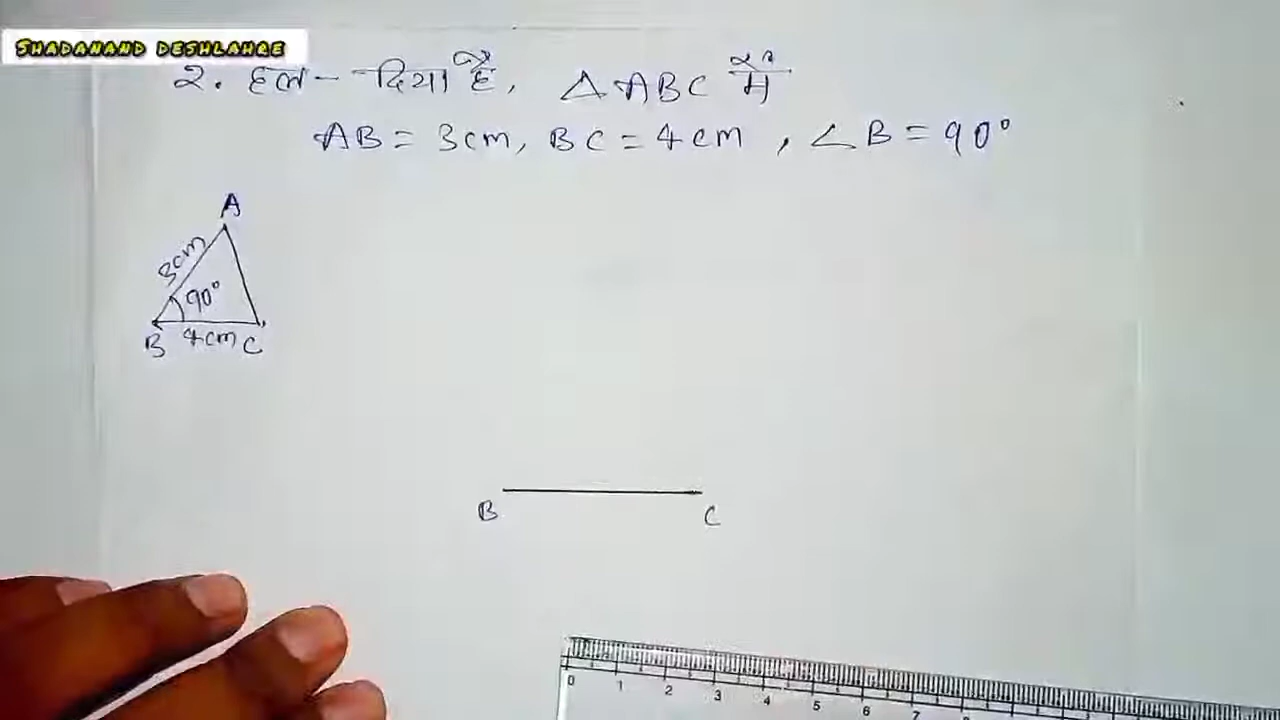 SHADANAND DESHLAHRE
२. हल - दिया है, △ABC में
AB = 3cm, BC = 4cm, ∠B = 90°
A
3cm
90°
B 4cm C
B C
0 1 2 3 4 5 6 7